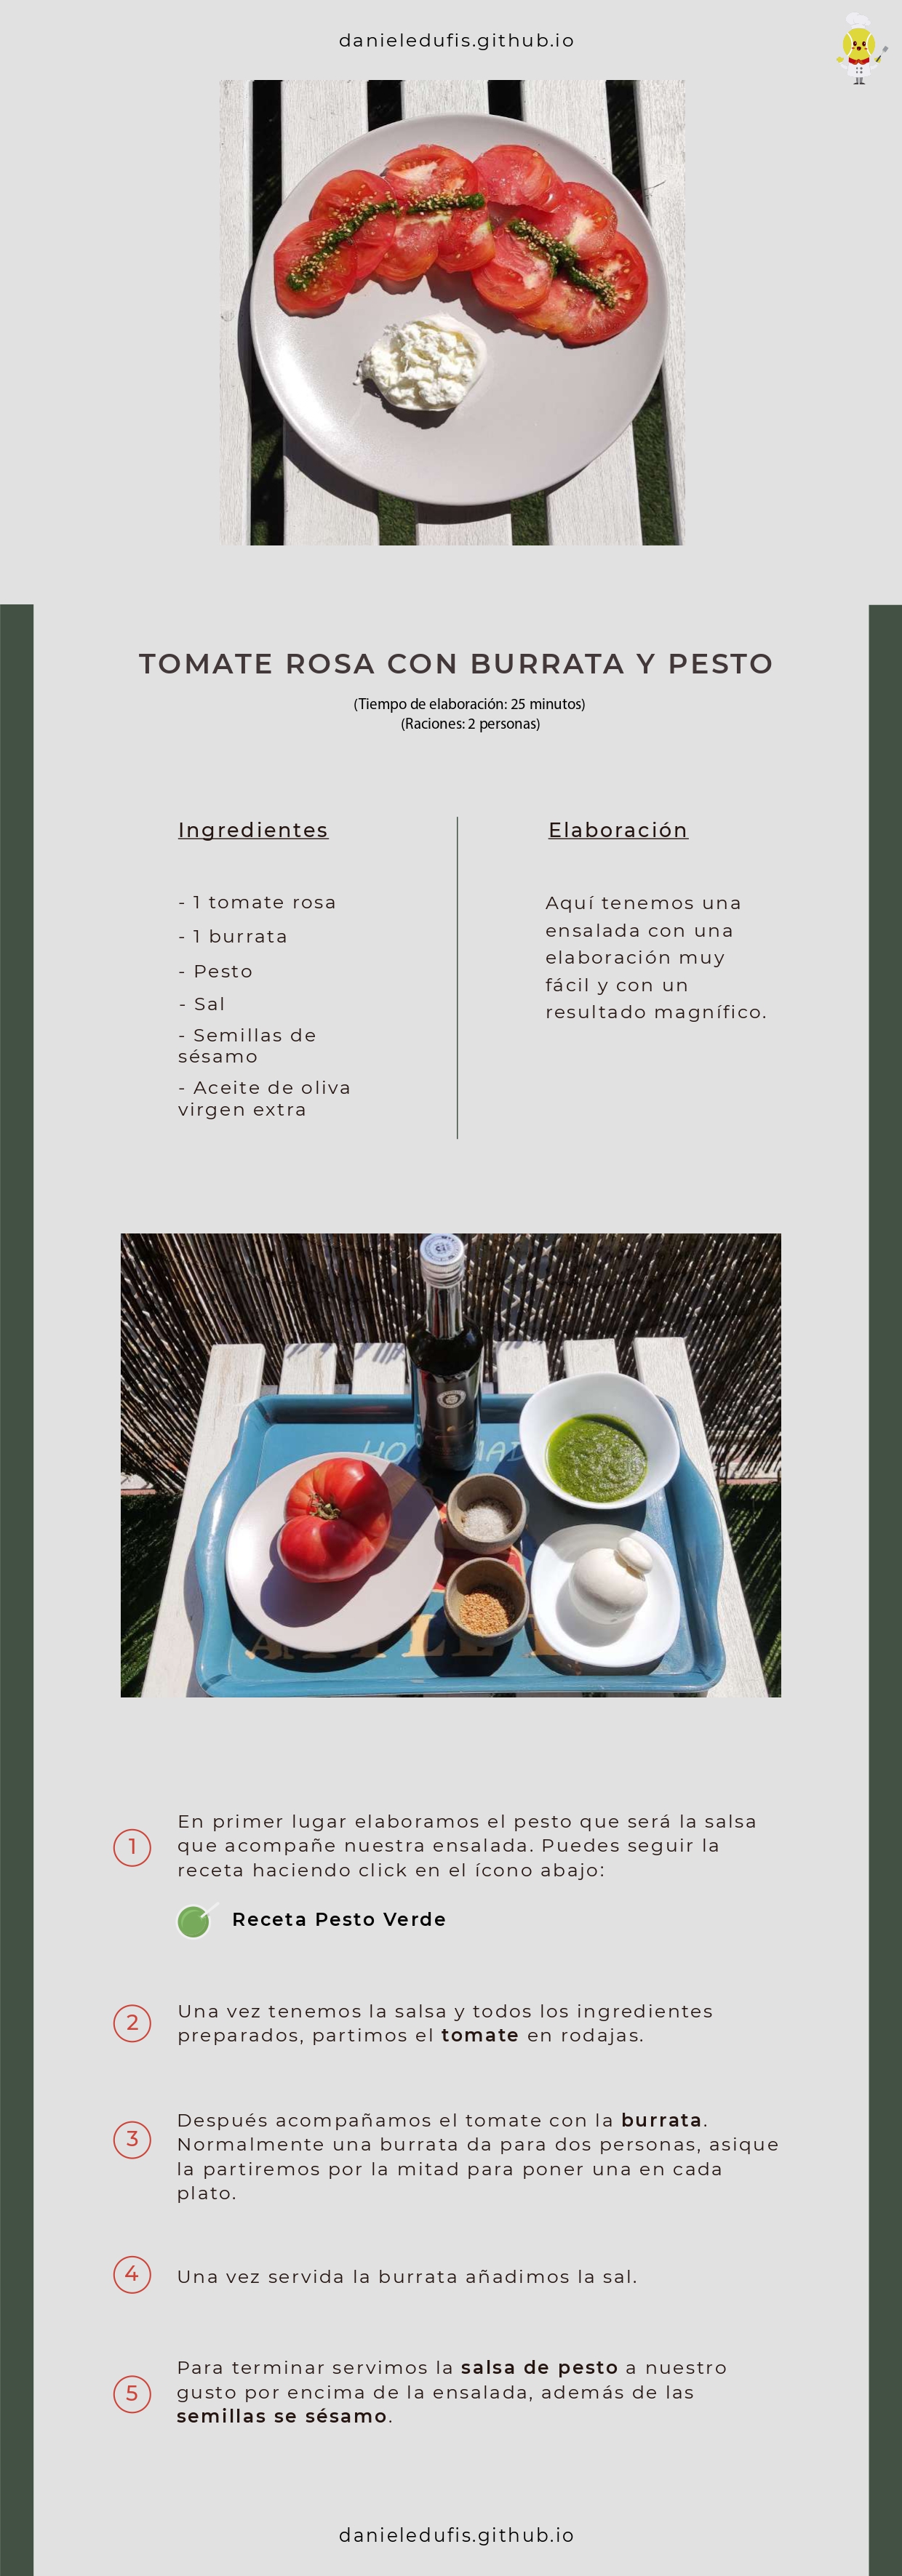 danieledufis.github.io
TOMATE ROSA CON BURRATA Y PESTO
(Tiempo de elaboración: 25 minutos)
(Raciones: 2 personas)
Ingredientes
- 1 tomate rosa
- 1 burrata
- Pesto
- Sal
- Semillas de
sésamo
- Aceite de oliva
virgen extra
Elaboración
Aquí tenemos una
ensalada con una
elaboración muy
fácil y con un
resultado magnífico.
1
En primer lugar elaboramos el pesto que será la salsa
que acompañe nuestra ensalada. Puedes seguir la
receta haciendo click en el ícono abajo:
Receta Pesto Verde
2
Una vez tenemos la salsa y todos los ingredientes
preparados, partimos el tomate en rodajas.
3
Después acompañamos el tomate con la burrata.
Normalmente una burrata da para dos personas, asique
la partiremos por la mitad para poner una en cada
plato.
4
Una vez servida la burrata añadimos la sal.
5
Para terminar servimos la salsa de pesto a nuestro
gusto por encima de la ensalada, además de las
semillas se sésamo.
danieledufis.github.io